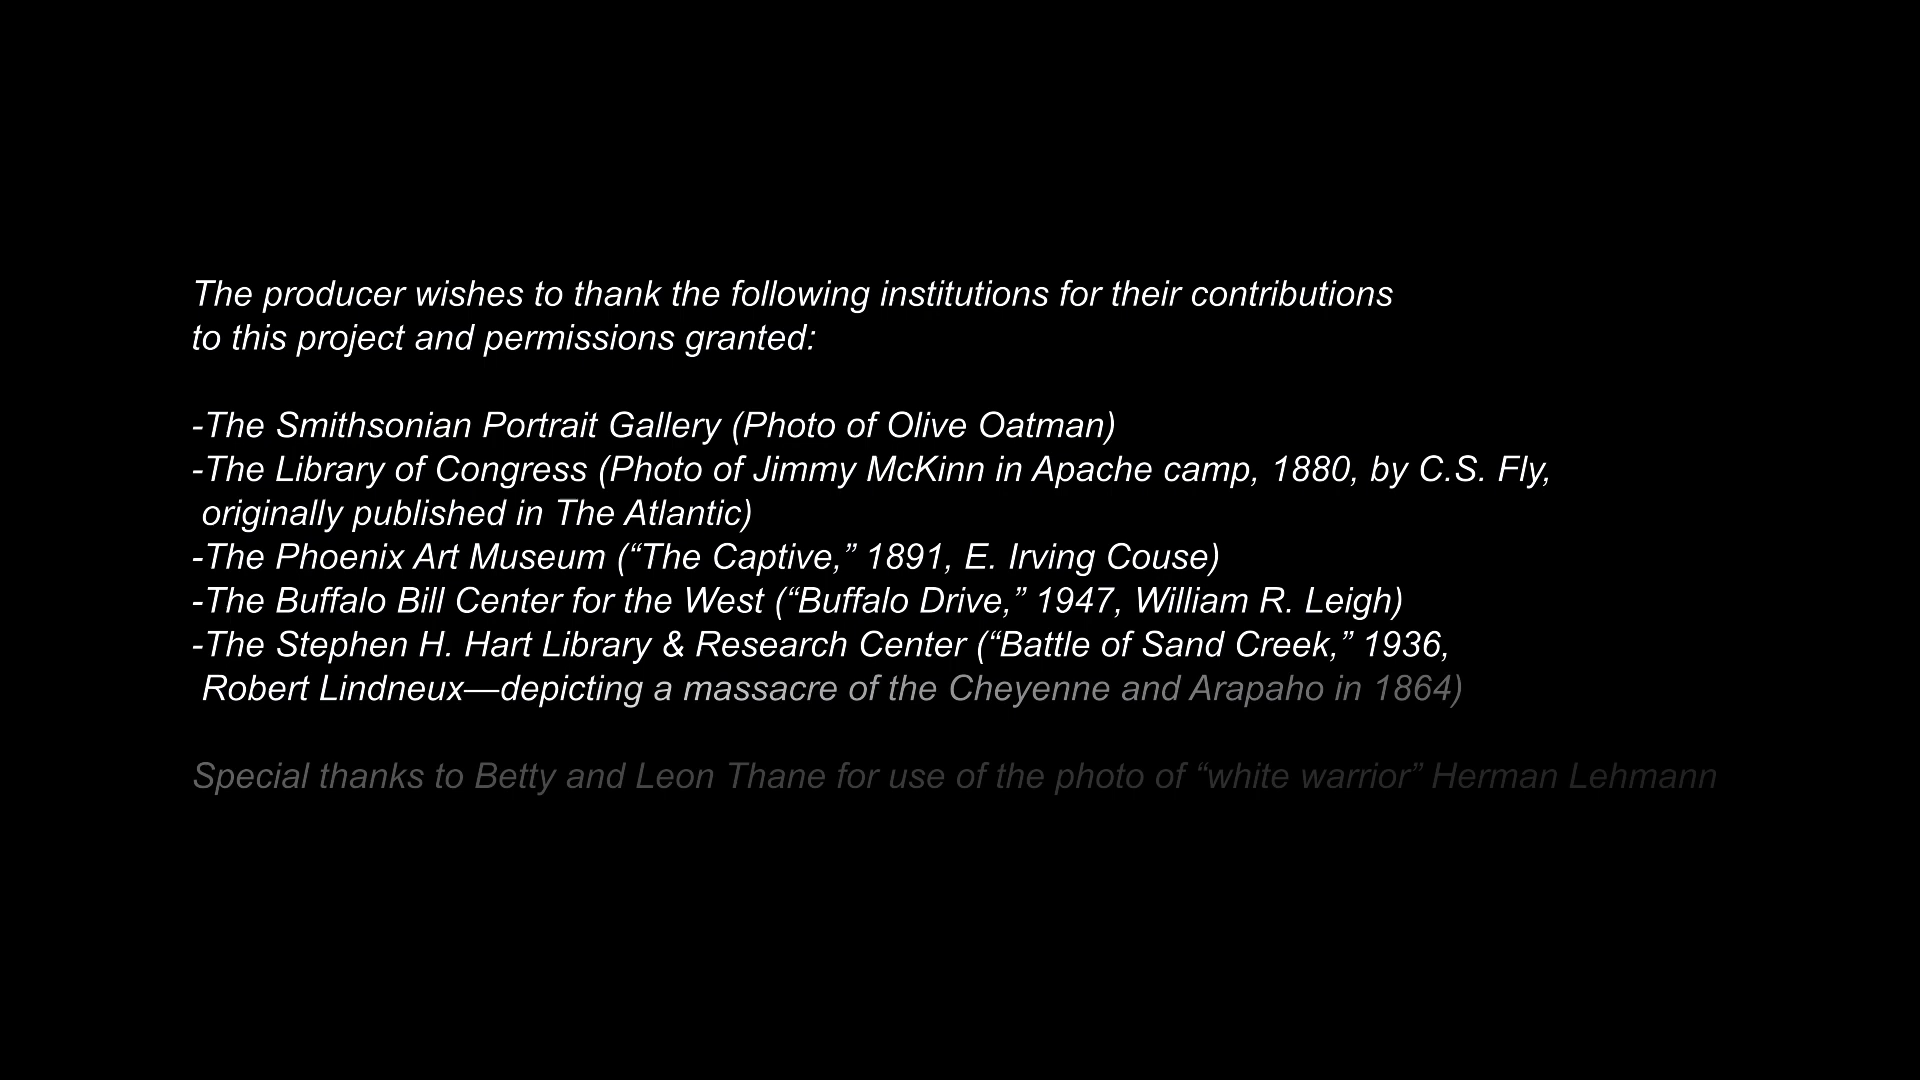 The producer wishes to thank the following institutions for their contributions
to this project and permissions granted:
-The Smithsonian Portrait Gallery (Photo of Olive Oatman)
-The Library of Congress (Photo of Jimmy McKinn in Apache camp, 1880, by C.S. Fly,
originally published in The Atlantic)
-The Phoenix Art Museum (“The Captive,” 1891, E. Irving Couse)
-The Buffalo Bill Center for the West (“Buffalo Drive,” 1947, William R. Leigh)
-The Stephen H. Hart Library & Research Center (“Battle of Sand Creek,” 1936,
Robert Lindneux—depicting a massacre of the Cheyenne and Arapaho in 1864)
Special thanks to Betty and Leon Thane for use of the photo of “white warrior” Herman Lehmann